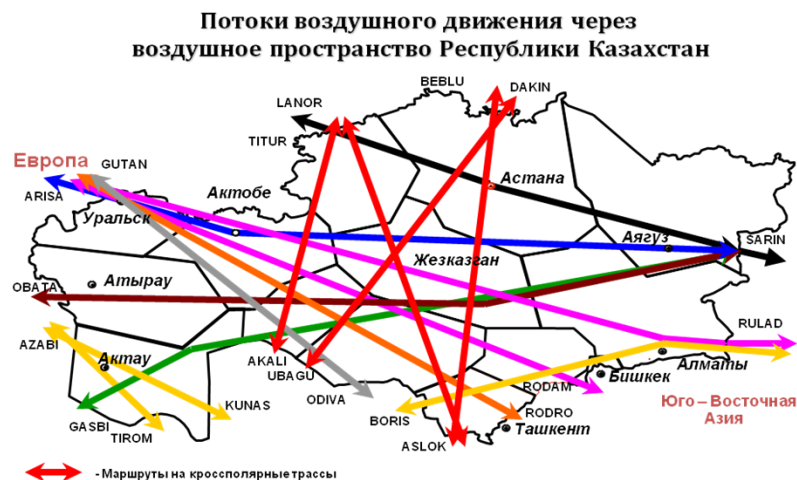 Потоки воздушного движения через
воздушное пространство Республики Казахстан
BEBLU
DAKIN
LANOR
TITUR
Европа
GUTAN
Астана
ARISA
Актобе
Уральск
SARIN
Аягуз
Жезказган
Атырау
OBATA
RULAD
AZABI
Актау
AKALI
UBAGU
Алматы
Бишкек
RODAM
ODIVA
Юго – Восточная
Азия
KUNAS
BORIS
RODRO
GASBI
TIROM
Ташкент
ASLOK
- Маршруты на кроссполярные трассы